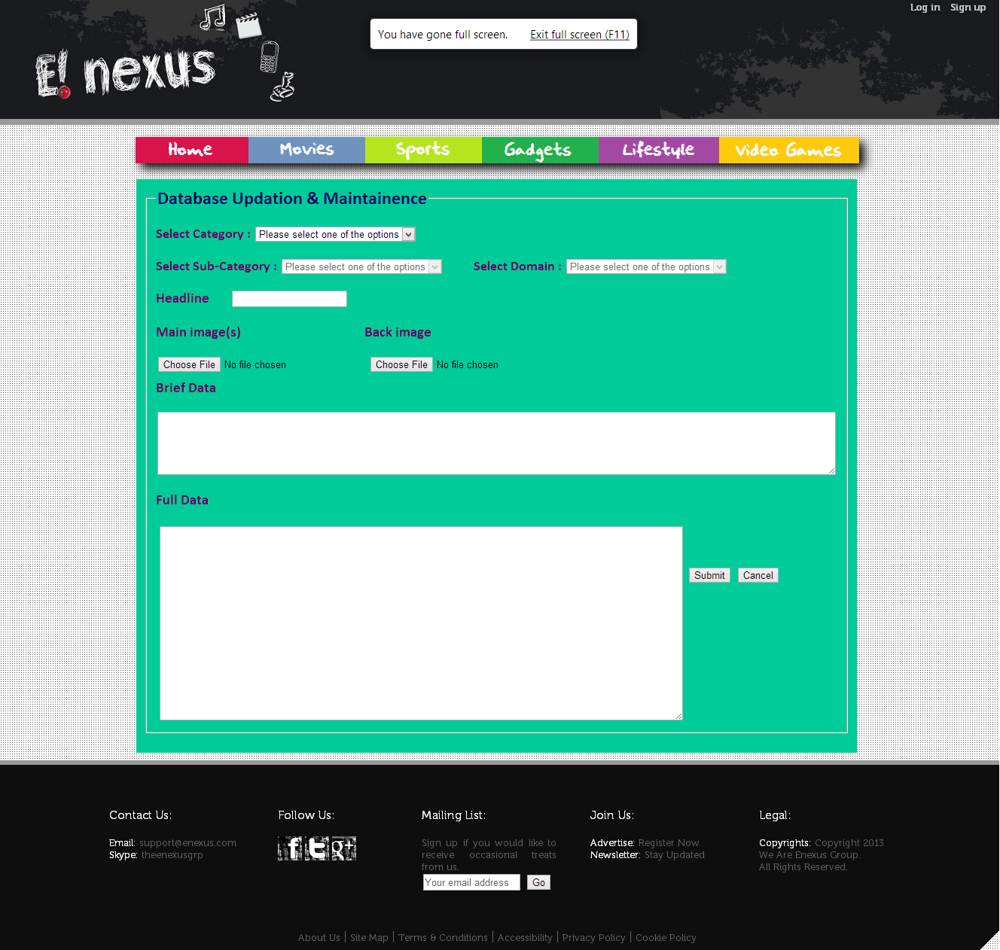 Log in Sign up
You have gone full screen. Exit full screen (F11)
E! nexus
Home Movies Sports Gadgets Lifestyle Video Games
Database Updation & Maintainence
Select Category : Please select one of the options
Select Sub-Category : Please select one of the options Select Domain : Please select one of the options
Headline
Main image(s) Back image
Choose File No file chosen Choose File No file chosen
Brief Data
Full Data
Submit Cancel
Contact Us: Follow Us: Mailing List: Join Us: Legal:
Email: support@enexus.com f t g+ Sign up if you would like to Advertise: Register Now Copyrights: Copyright 2013
Skype: theenexusgrp receive occasional treats Newsletter: Stay Updated We Are Enexus Group.
from us. All Rights Reserved.
Your email address Go
About Us | Site Map | Terms & Conditions | Accessibility | Privacy Policy | Cookie Policy